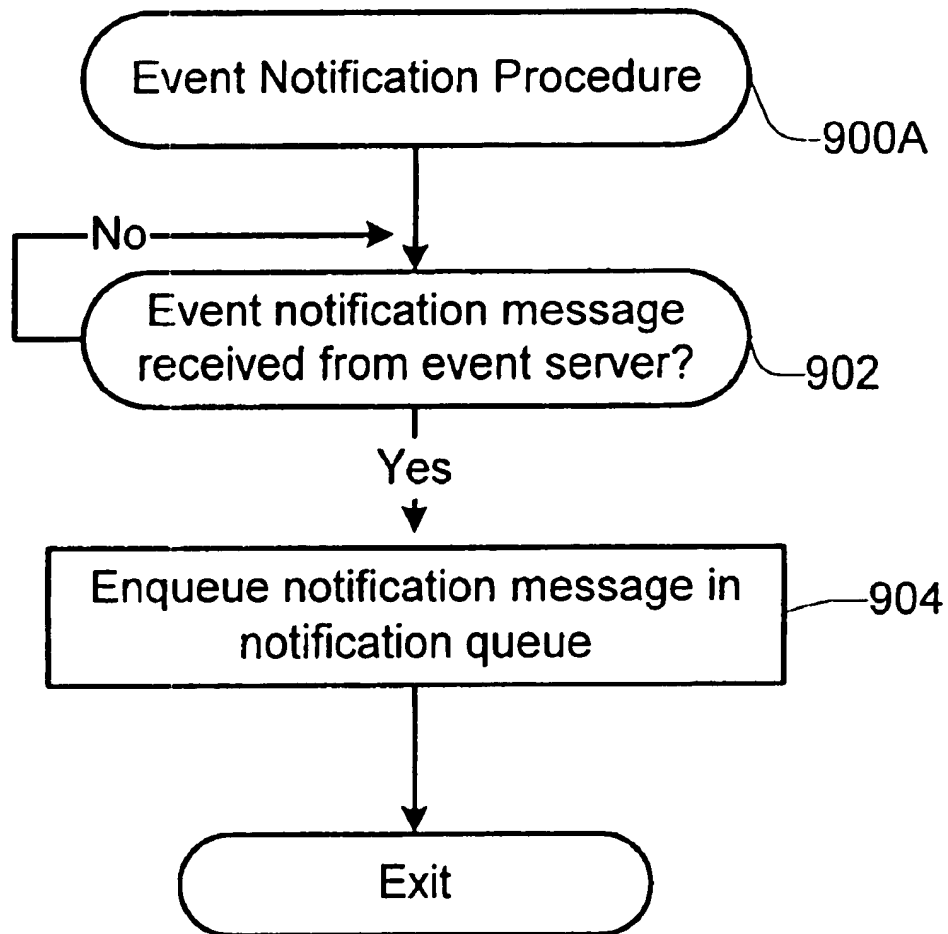 Event Notification Procedure
900A
No
Event notification message
received from event server?
902
Yes
Enqueue notification message in
notification queue
904
Exit